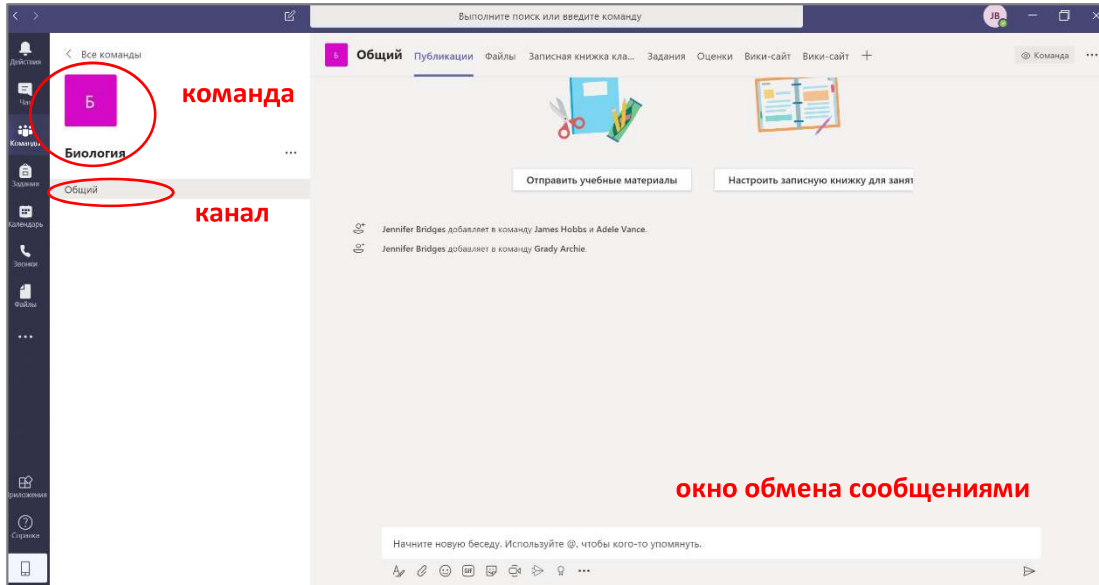 Выполните поиск или введите команду
JB
Действия
Чат
Команды
Задания
Календарь
Звонки
Файлы
Приложения
Справка
Все команды
Б
команда
Биология
Общий
канал
Б Общий Публикации Файлы Записная книжка кла... Задания Оценки Вики-сайт Вики-сайт
Команда
Отправить учебные материалы
Настроить записную книжку для занят
Jennifer Bridges добавляет в команду James Hobbs и Adele Vance.
Jennifer Bridges добавляет в команду Grady Archie.
окно обмена сообщениями
Начните новую беседу. Используйте @, чтобы кого-то упомянуть.
GIF